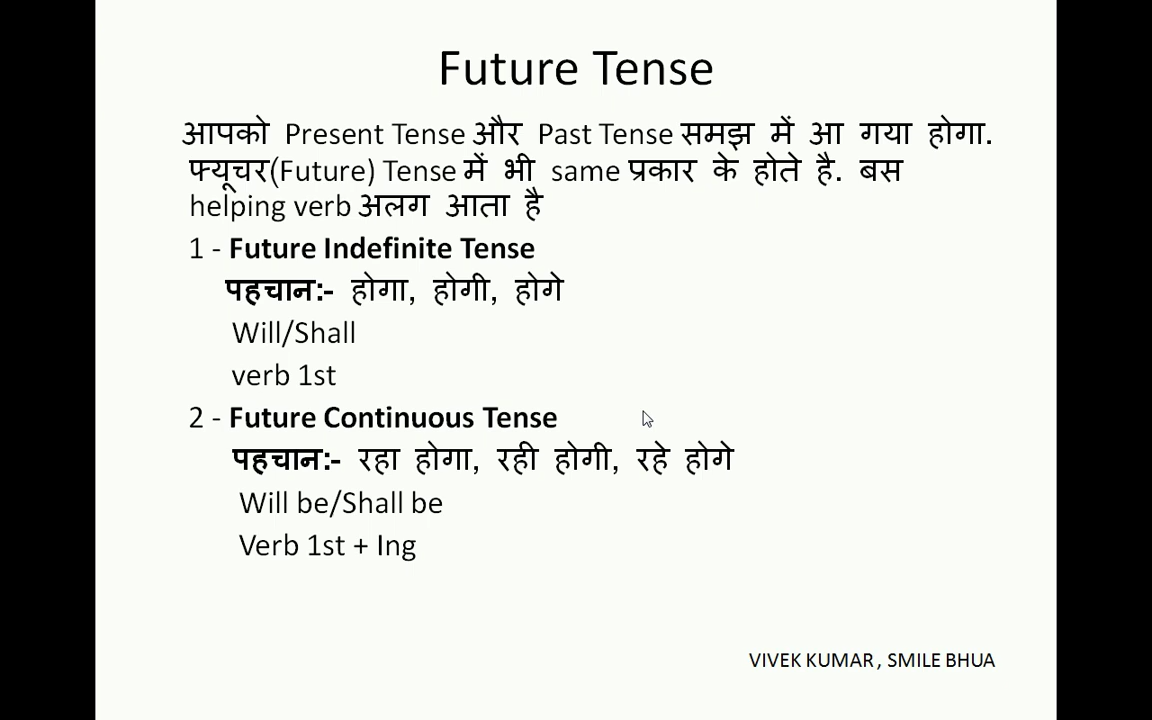 Future Tense
आपको Present Tense और Past Tense समझ में आ गया होगा.
फ्यूचर(Future) Tense में भी same प्रकार के होते है. बस
helping verb अलग आता है
1 - Future Indefinite Tense
पहचान:- होगा, होगी, होगे
Will/Shall
verb 1st
2 - Future Continuous Tense
पहचान:- रहा होगा, रही होगी, रहे होगे
Will be/Shall be
Verb 1st + Ing
VIVEK KUMAR, SMILE BHUA